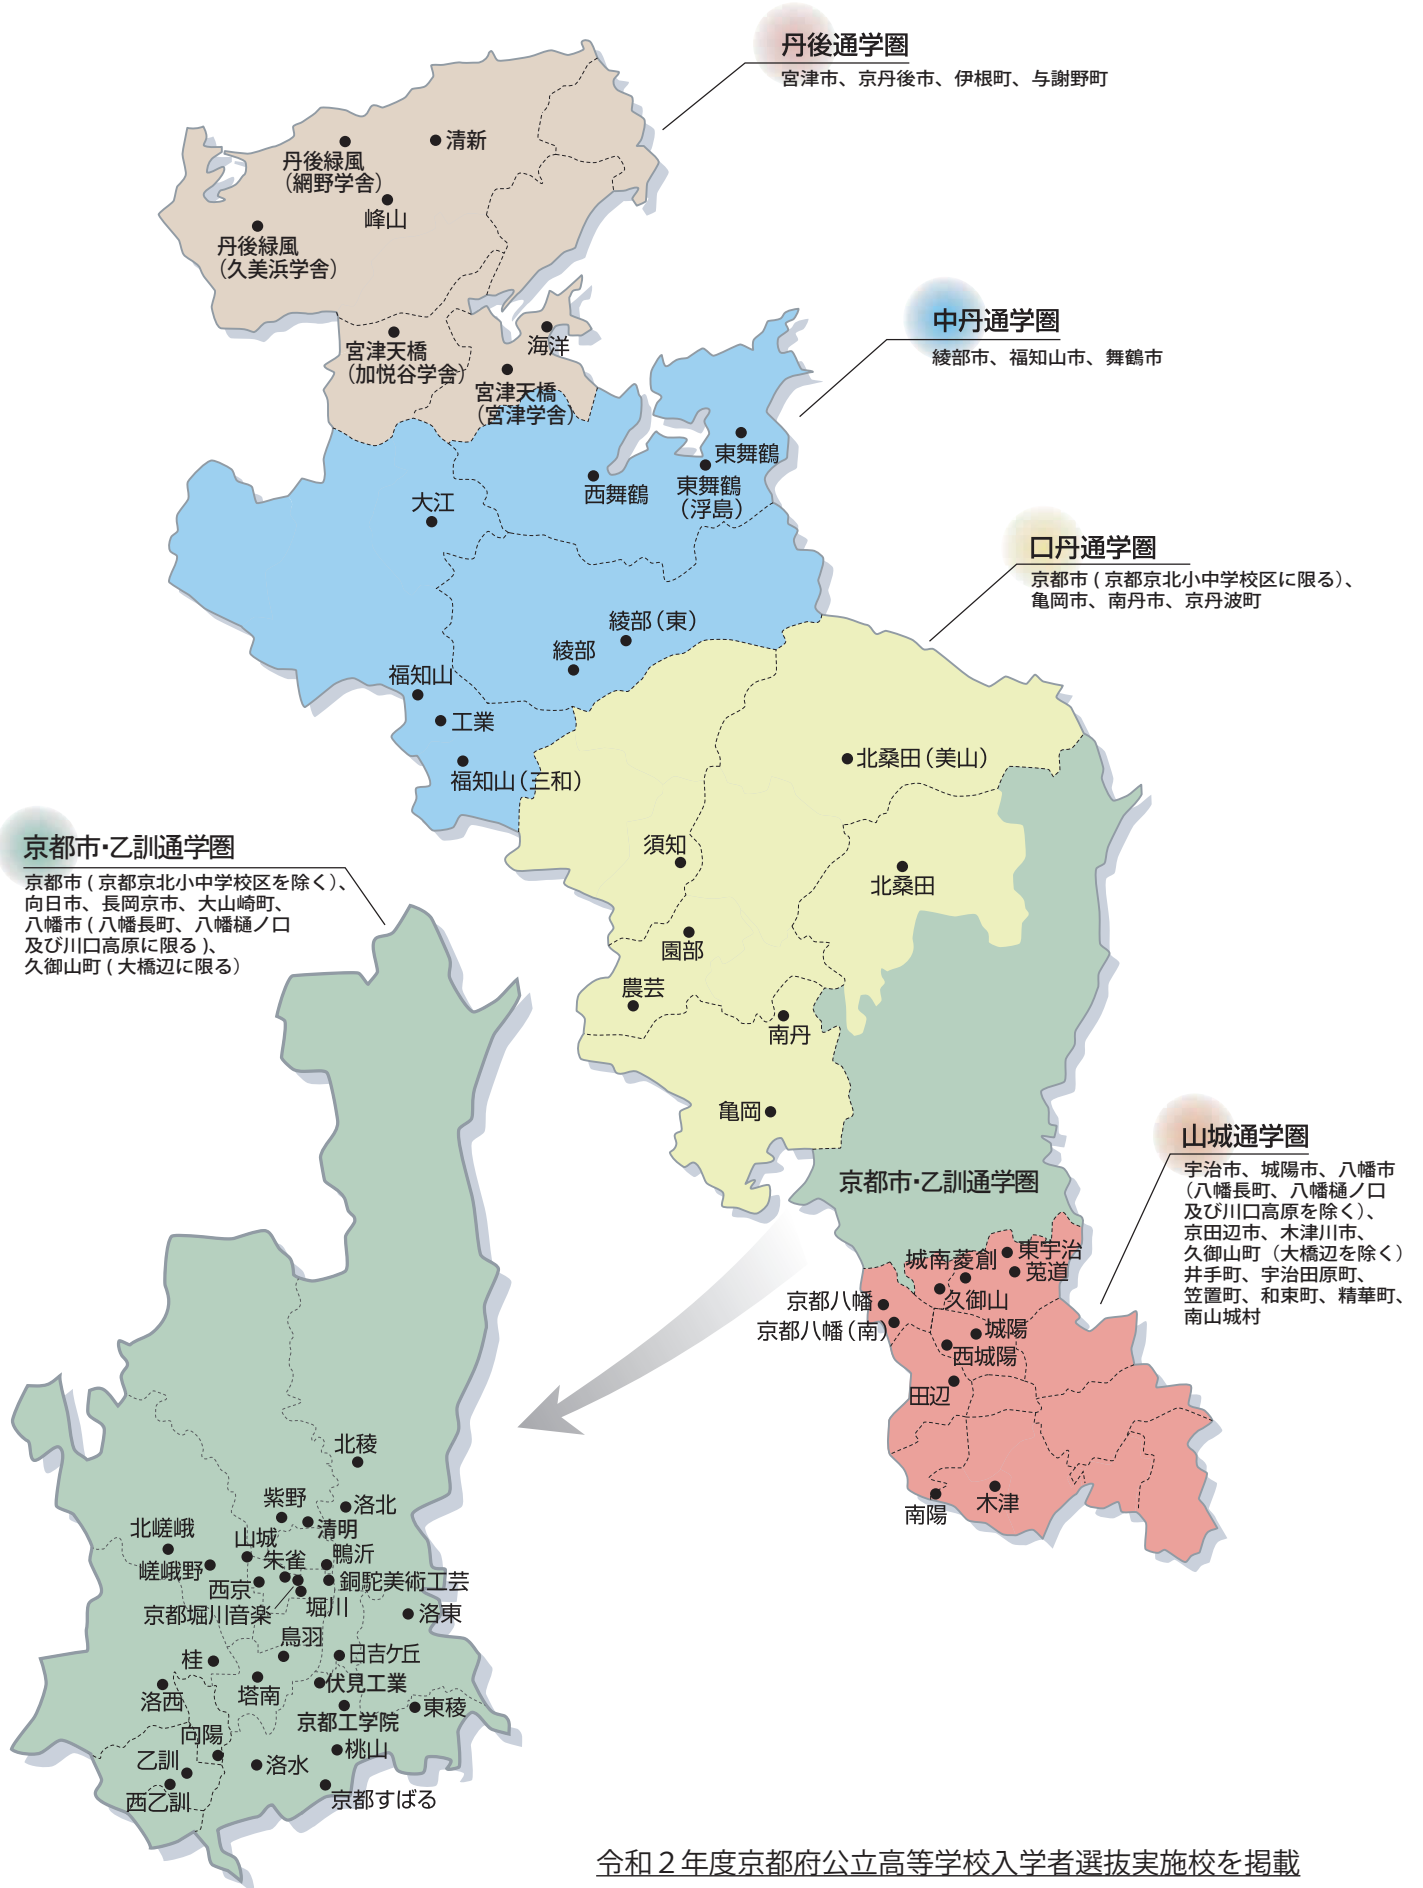 丹後通学圏
宮津市、京丹後市、伊根町、与謝野町
清新
丹後緑風
（網野学舎）
峰山
丹後緑風
（久美浜学舎）
海洋
宮津天橋
（加悦谷学舎）
宮津天橋
（宮津学舎）
中丹通学圏
綾部市、福知山市、舞鶴市
東舞鶴
東舞鶴
（浮島）
西舞鶴
大江
綾部（東）
綾部
福知山
工業
福知山（三和）
口丹通学圏
京都市(京都京北小中学校区に限る)、
亀岡市、南丹市、京丹波町
北桑田（美山）
須知
北桑田
園部
農芸
南丹
亀岡
京都市・乙訓通学圏
京都市(京都京北小中学校区を除く)、
向日市、長岡京市、大山崎町、
八幡市(八幡長町、八幡樋ノ口
及び川口高原に限る)、
久御山町(大橋辺に限る)
京都市・乙訓通学圏
山城通学圏
宇治市、城陽市、八幡市
(八幡長町、八幡樋ノ口
及び川口高原を除く)、
京田辺市、木津川市、
久御山町（大橋辺を除く）
井手町、宇治田原町、
笠置町、和束町、精華町、
南山城村
東宇治
城南菱創
莵道
久御山
京都八幡
京都八幡（南）
城陽
西城陽
田辺
木津
南陽
北稜
紫野
洛北
清明
北嵯峨
山城
朱雀
鴨沂
嵯峨野
西京
銅駝美術工芸
京都堀川音楽
堀川
洛東
鳥羽
桂
日吉ケ丘
洛西
塔南
伏見工業
東稜
京都工学院
向陽
桃山
乙訓
洛水
西乙訓
京都すばる
令和２年度京都府公立高等学校入学者選抜実施校を掲載